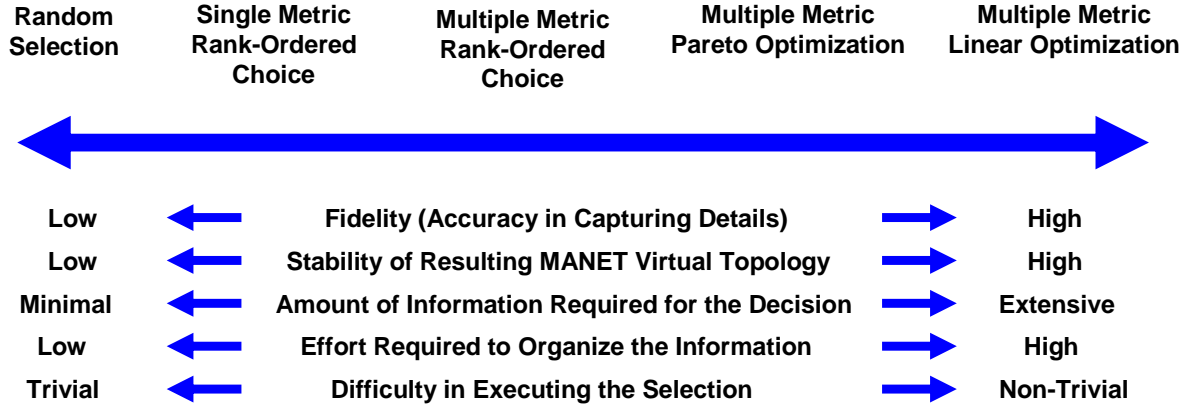 Random
Selection
Single Metric
Rank-Ordered
Choice
Multiple Metric
Rank-Ordered
Choice
Multiple Metric
Pareto Optimization
Multiple Metric
Linear Optimization
Low Fidelity (Accuracy in Capturing Details) High
Low Stability of Resulting MANET Virtual Topology High
Minimal Amount of Information Required for the Decision Extensive
Low Effort Required to Organize the Information High
Trivial Difficulty in Executing the Selection Non-Trivial